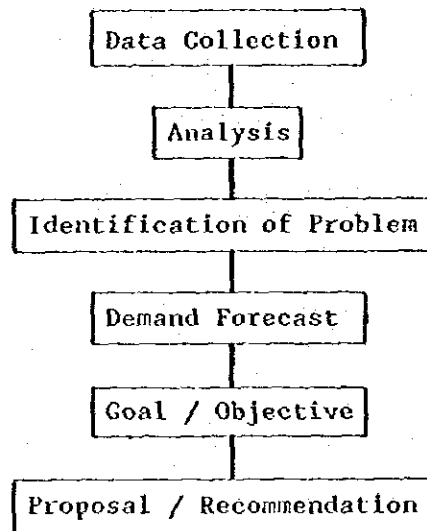 Data Collection
Analysis
Identification of Problem
Demand Forecast
Goal / Objective
Proposal / Recommendation